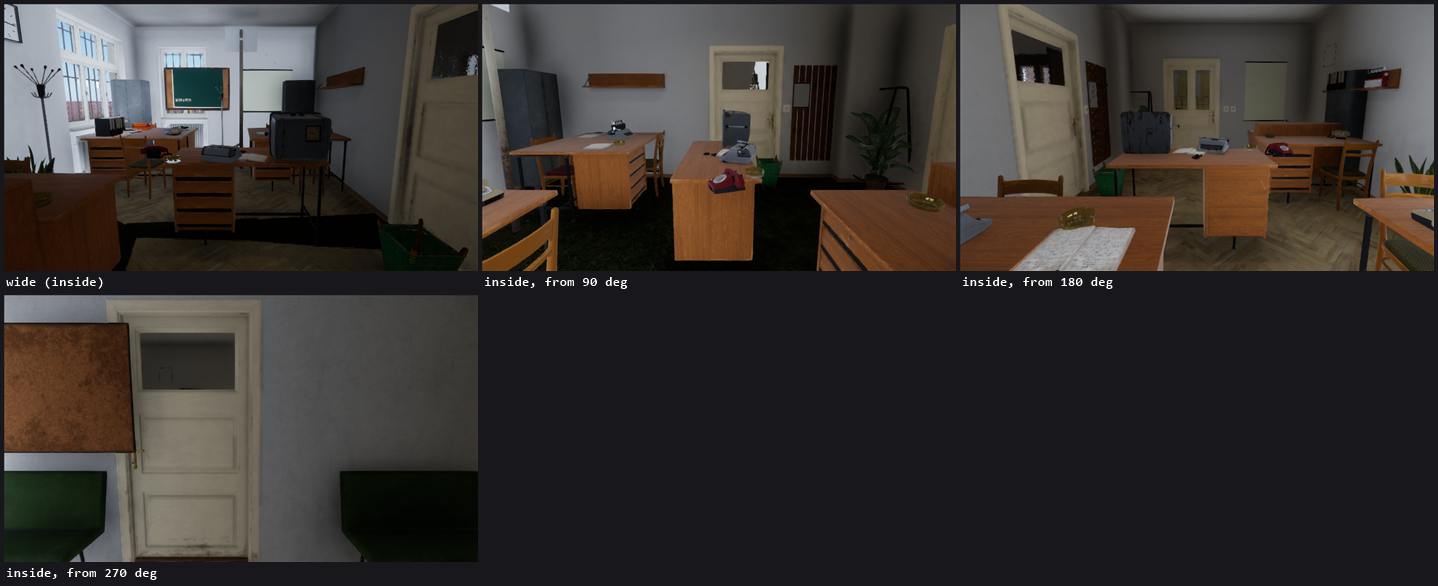 wide (inside)
inside, from 90 deg
inside, from 180 deg
inside, from 270 deg